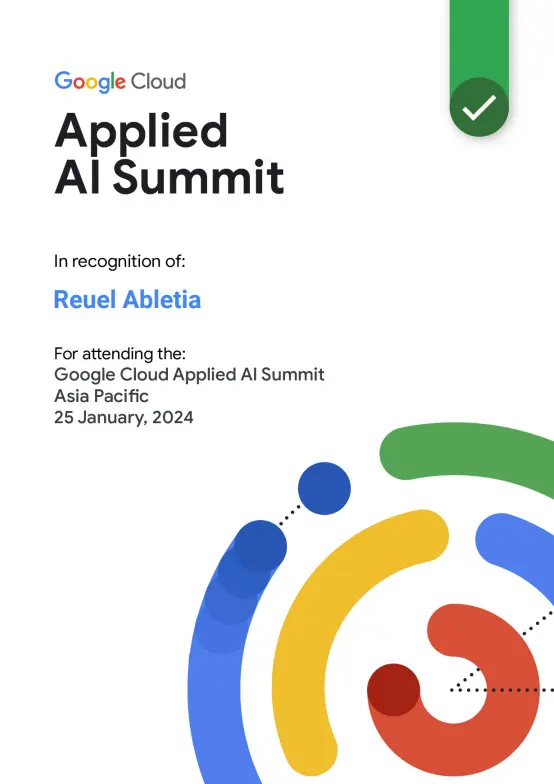 Google Cloud
Applied
AI Summit
In recognition of:
Reuel Abletia
For attending the:
Google Cloud Applied AI Summit
Asia Pacific
25 January, 2024